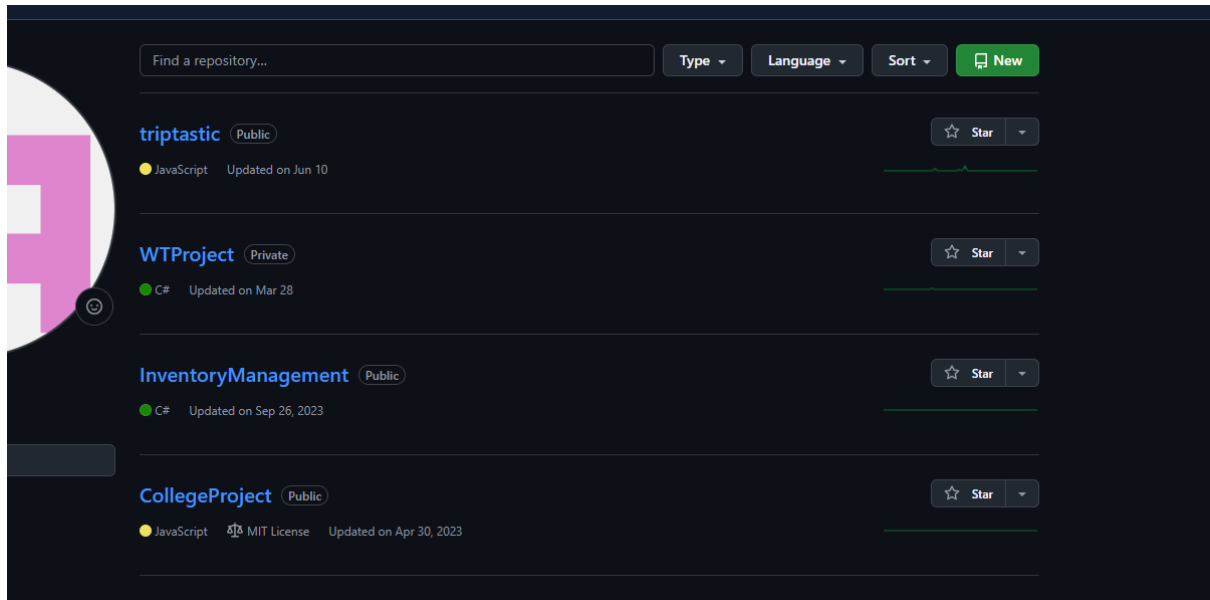 Find a repository... Type Language Sort New
triptastic Public Star
JavaScript Updated on Jun 10
WTProject Private Star
C# Updated on Mar 28
InventoryManagement Public Star
C# Updated on Sep 26, 2023
CollegeProject Public Star
JavaScript MIT License Updated on Apr 30, 2023